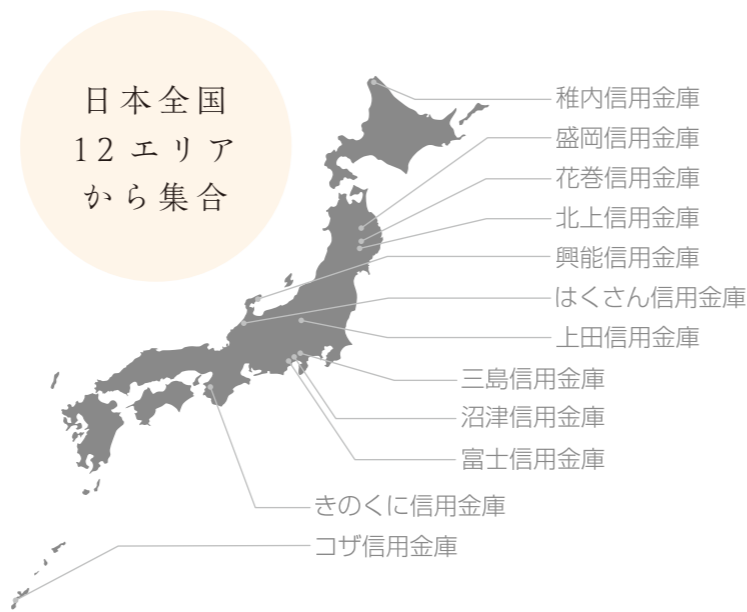 日本全国
12エリア
から集合
稚内信用金庫
盛岡信用金庫
花巻信用金庫
北上信用金庫
興能信用金庫
はくさん信用金庫
上田信用金庫
三島信用金庫
沼津信用金庫
富士信用金庫
きのくに信用金庫
コザ信用金庫